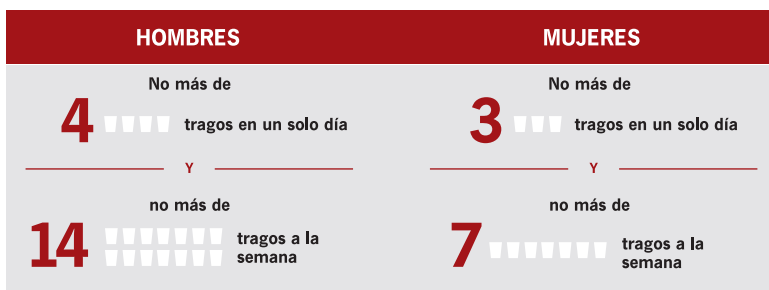 HOMBRES
No más de
4 tragos en un solo día
Y
no más de
14 tragos a la
semana
MUJERES
No más de
3 tragos en un solo día
Y
no más de
7 tragos a la
semana